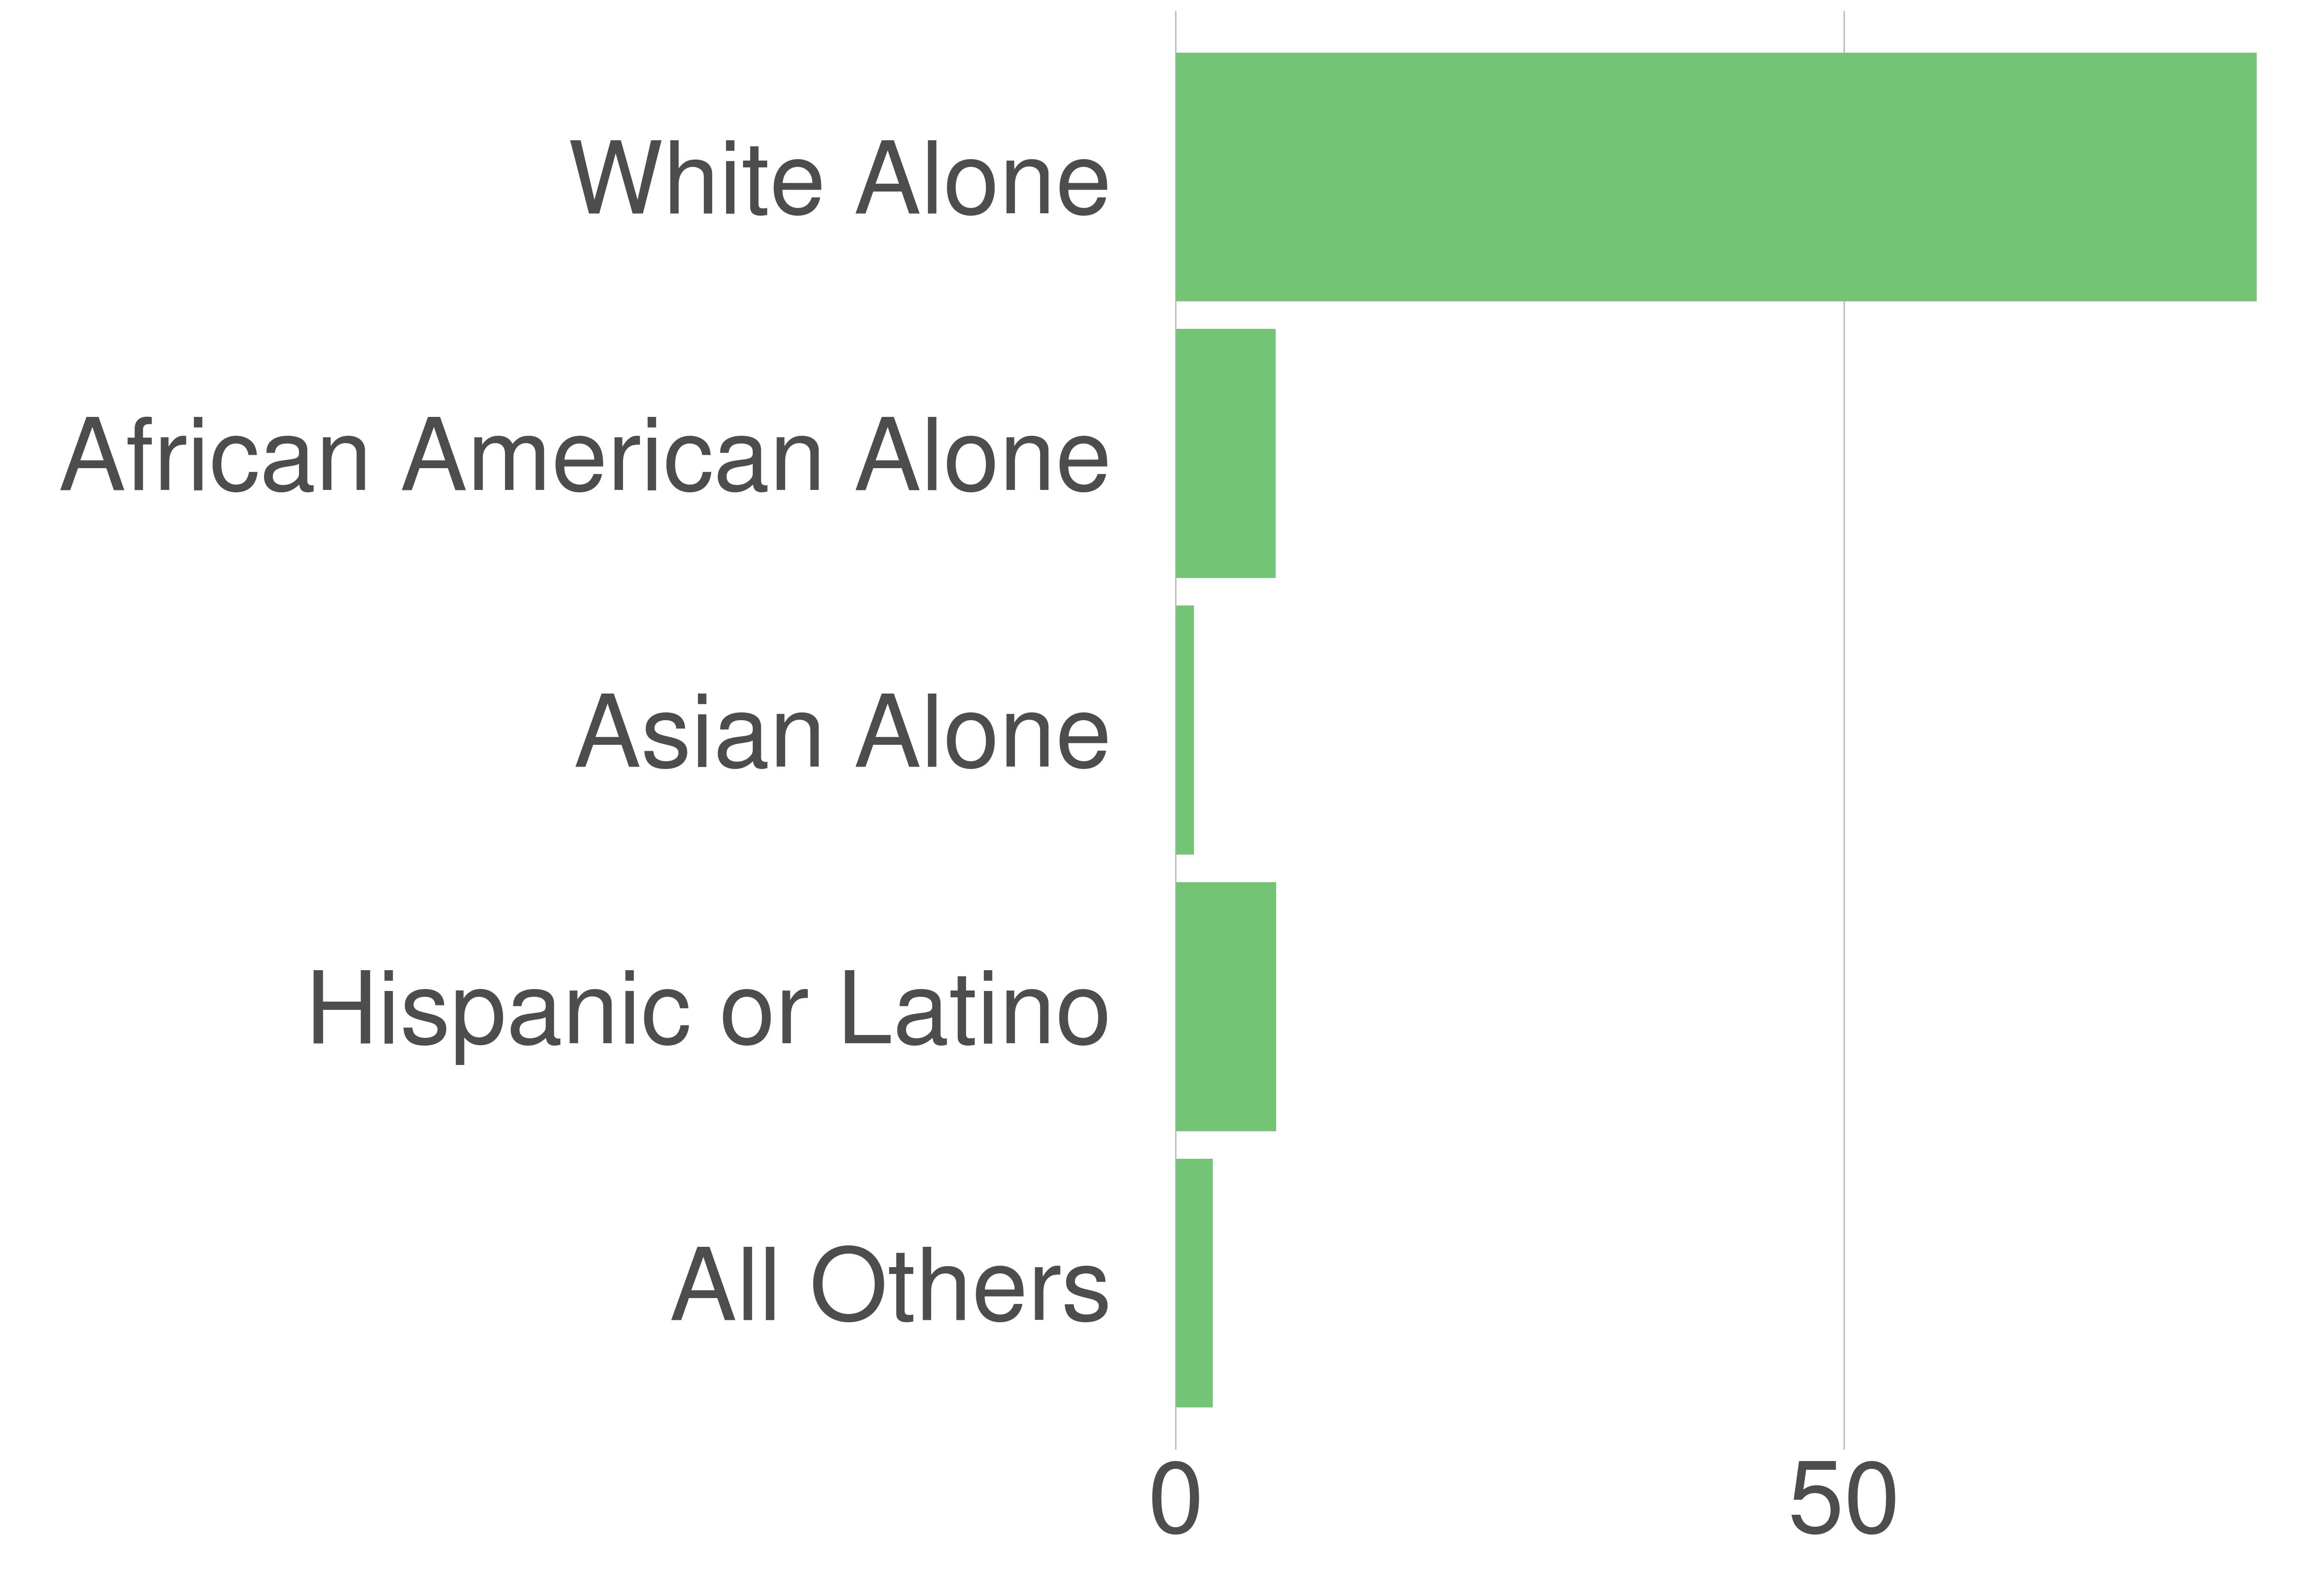 White Alone
African American Alone
Asian Alone
Hispanic or Latino
All Others
0 50